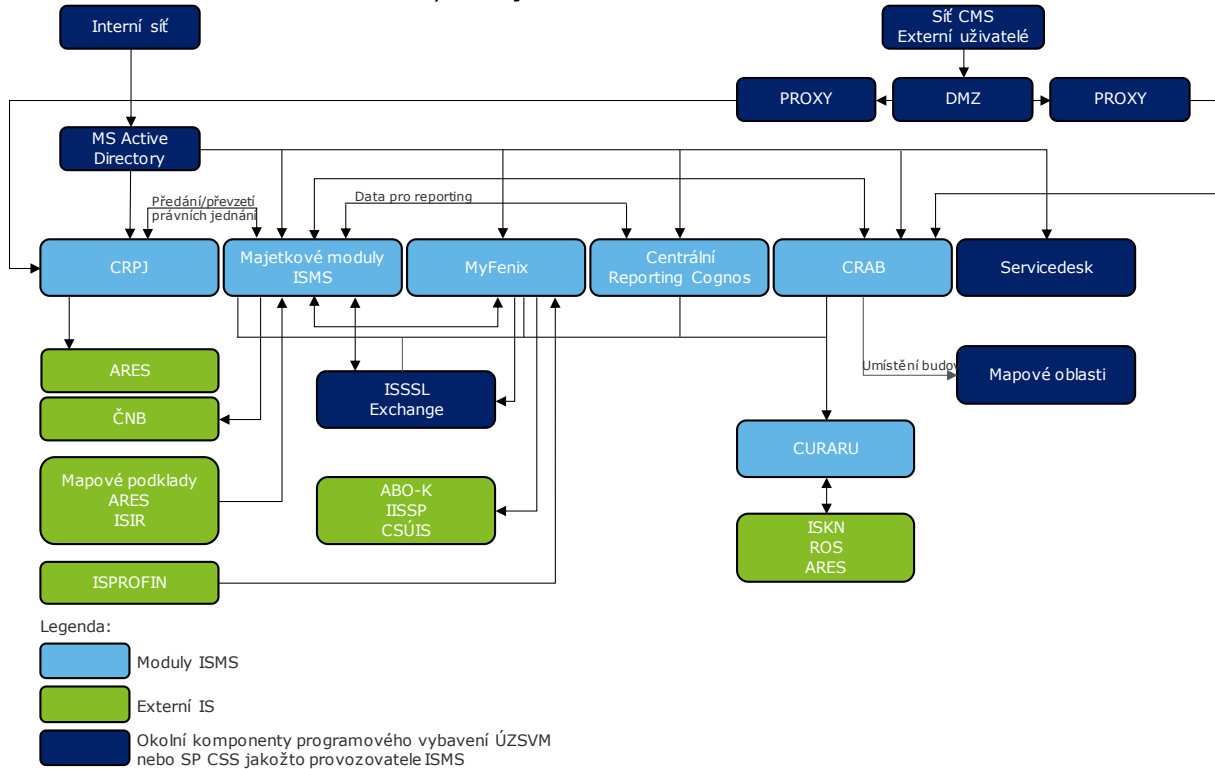 Interní síť
Síť CMS
Externí uživatelé
PROXY
DMZ
PROXY
MS Active
Directory
Předání/převzetí
právních jednání
Data pro reporting
CRPJ
Majetkové moduly
ISMS
MyFenix
Centrální
Reporting Cognos
CRAB
Servicedesk
ARES
ČNB
ISSSL
Exchange
Umístění budov
Mapové oblasti
CURARU
Mapové podklady
ARES
ISIR
ABO-K
IISSP
CSÚIS
ISKN
ROS
ARES
ISPROFIN
Legenda:
Moduly ISMS
Externí IS
Okolní komponenty programového vybavení ÚZSVM
nebo SP CSS jakožto provozovatele ISMS